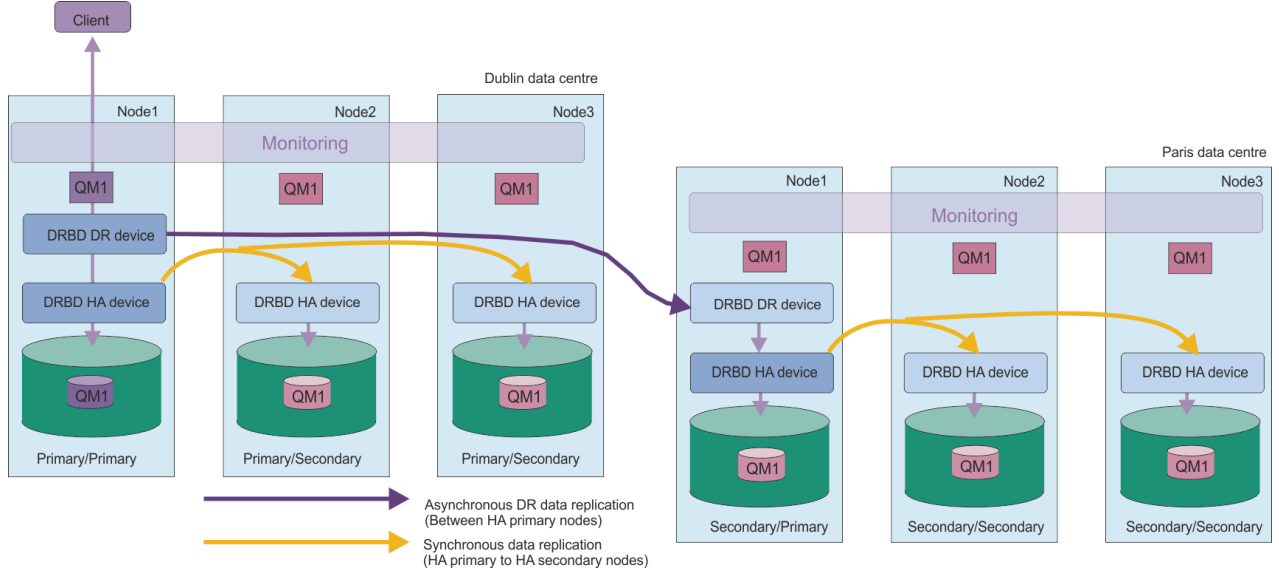 Client
Dublin data centre
Node1
Node2
Node3
Monitoring
QM1
QM1
QM1
DRBD DR device
DRBD HA device
DRBD HA device
DRBD HA device
QM1
QM1
QM1
Primary/Primary
Primary/Secondary
Primary/Secondary
Paris data centre
Node1
Node2
Node3
Monitoring
QM1
QM1
QM1
DRBD DR device
DRBD HA device
DRBD HA device
DRBD HA device
QM1
QM1
QM1
Secondary/Primary
Secondary/Secondary
Secondary/Secondary
Asynchronous DR data replication
(Between HA primary nodes)
Synchronous data replication
(HA primary to HA secondary nodes)